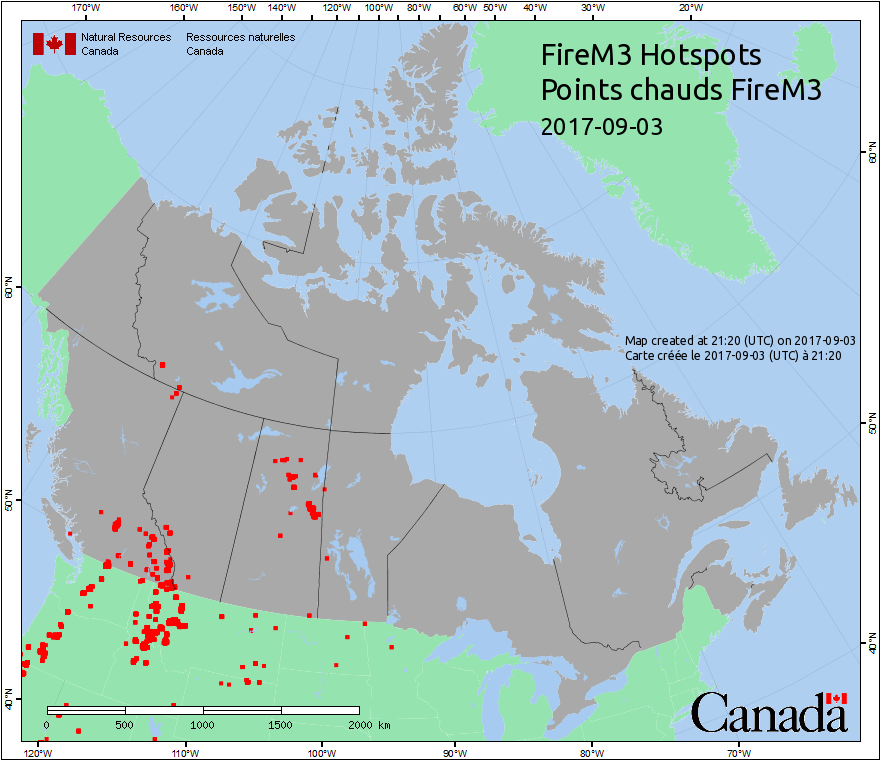 170°W 160°W 150°W 140°W 130°W 120°W 110°W 100°W 90°W 80°W 70°W 60°W 50°W 40°W 30°W 20°W
Natural Resources Canada
Ressources naturelles Canada
FireM3 Hotspots
Points chauds FireM3
2017-09-03
60°N
60°N
Map created at 21:20 (UTC) on 2017-09-03
Carte créée le 2017-09-03 (UTC) à 21:20
50°N
50°N
40°N
40°N
0 500 1000 1500 2000 km
Canada
120°W 110°W 100°W 90°W 80°W 70°W